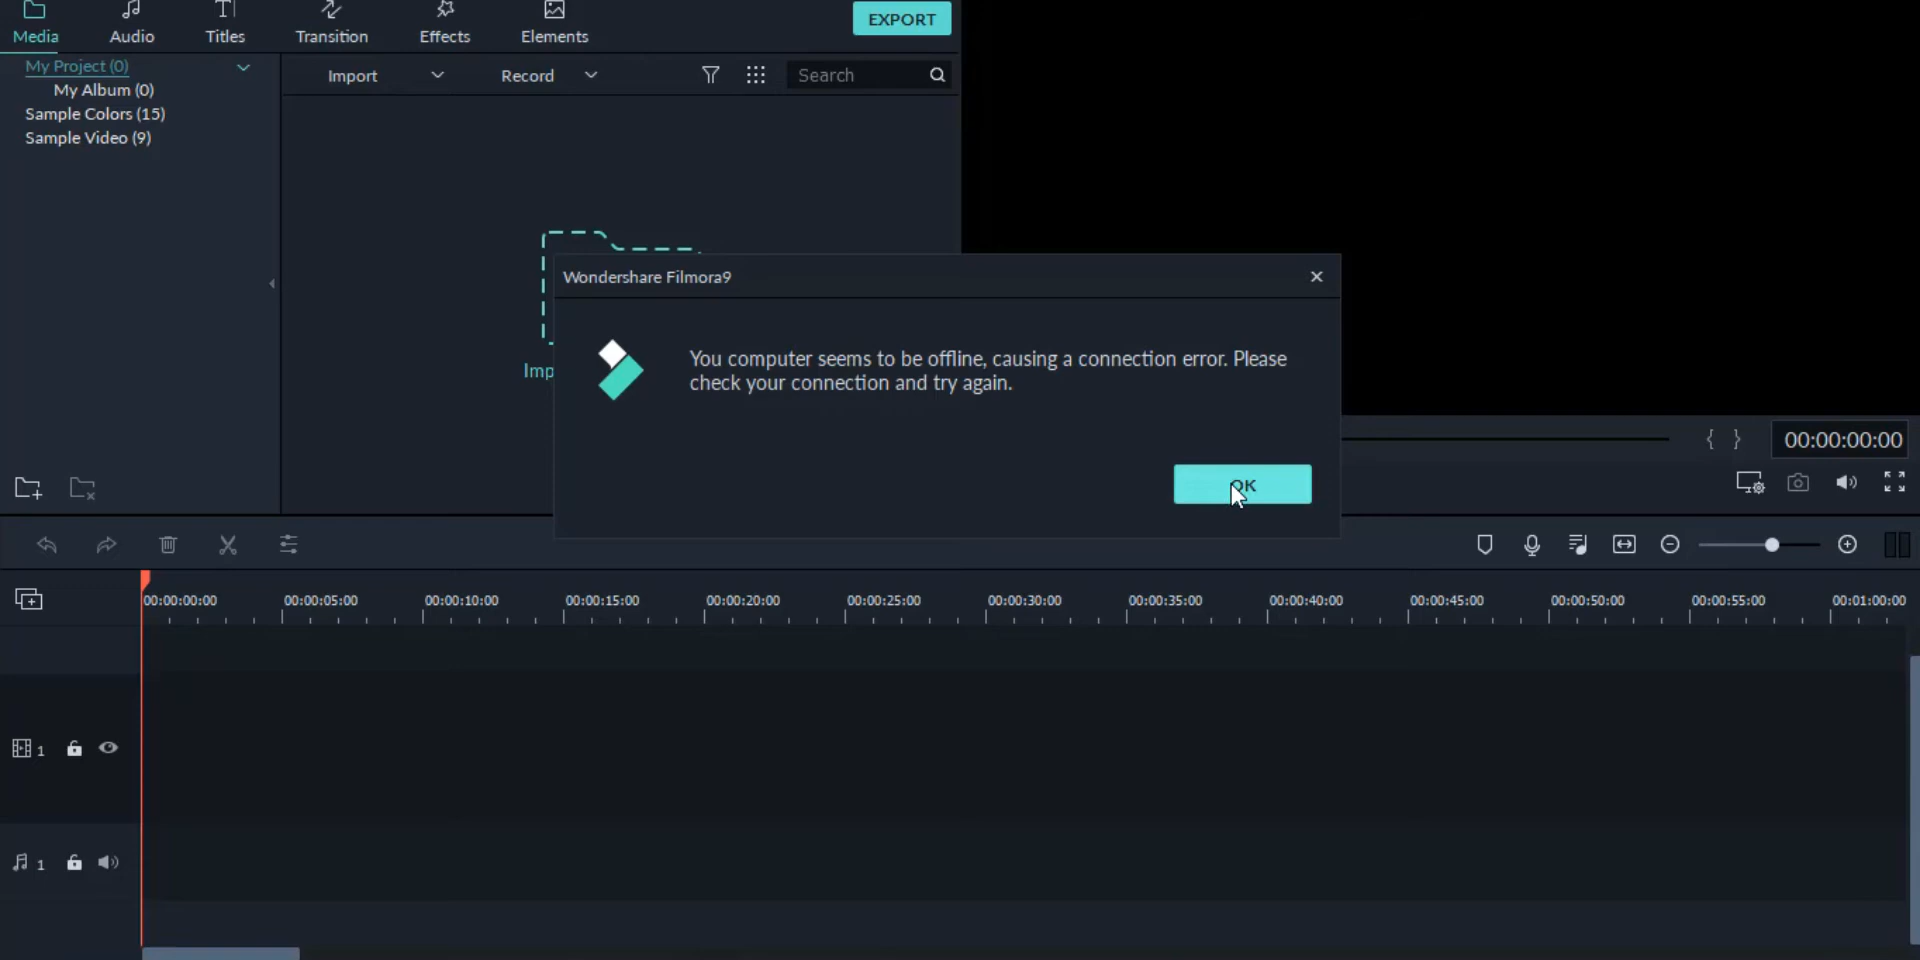 Media
Audio
Titles
Transition
Effects
Elements
EXPORT
My Project (0)
Import
Record
Search
My Album (0)
Sample Colors (15)
Sample Video (9)
Wondershare Filmora9
You computer seems to be offline, causing a connection error. Please
check your connection and try again.
Imp
OK
00:00:00:00
00:00:00:00 00:00:05:00 00:00:10:00 00:00:15:00 00:00:20:00 00:00:25:00 00:00:30:00 00:00:35:00 00:00:40:00 00:00:45:00 00:00:50:00 00:00:55:00 00:01:00:00
1
1